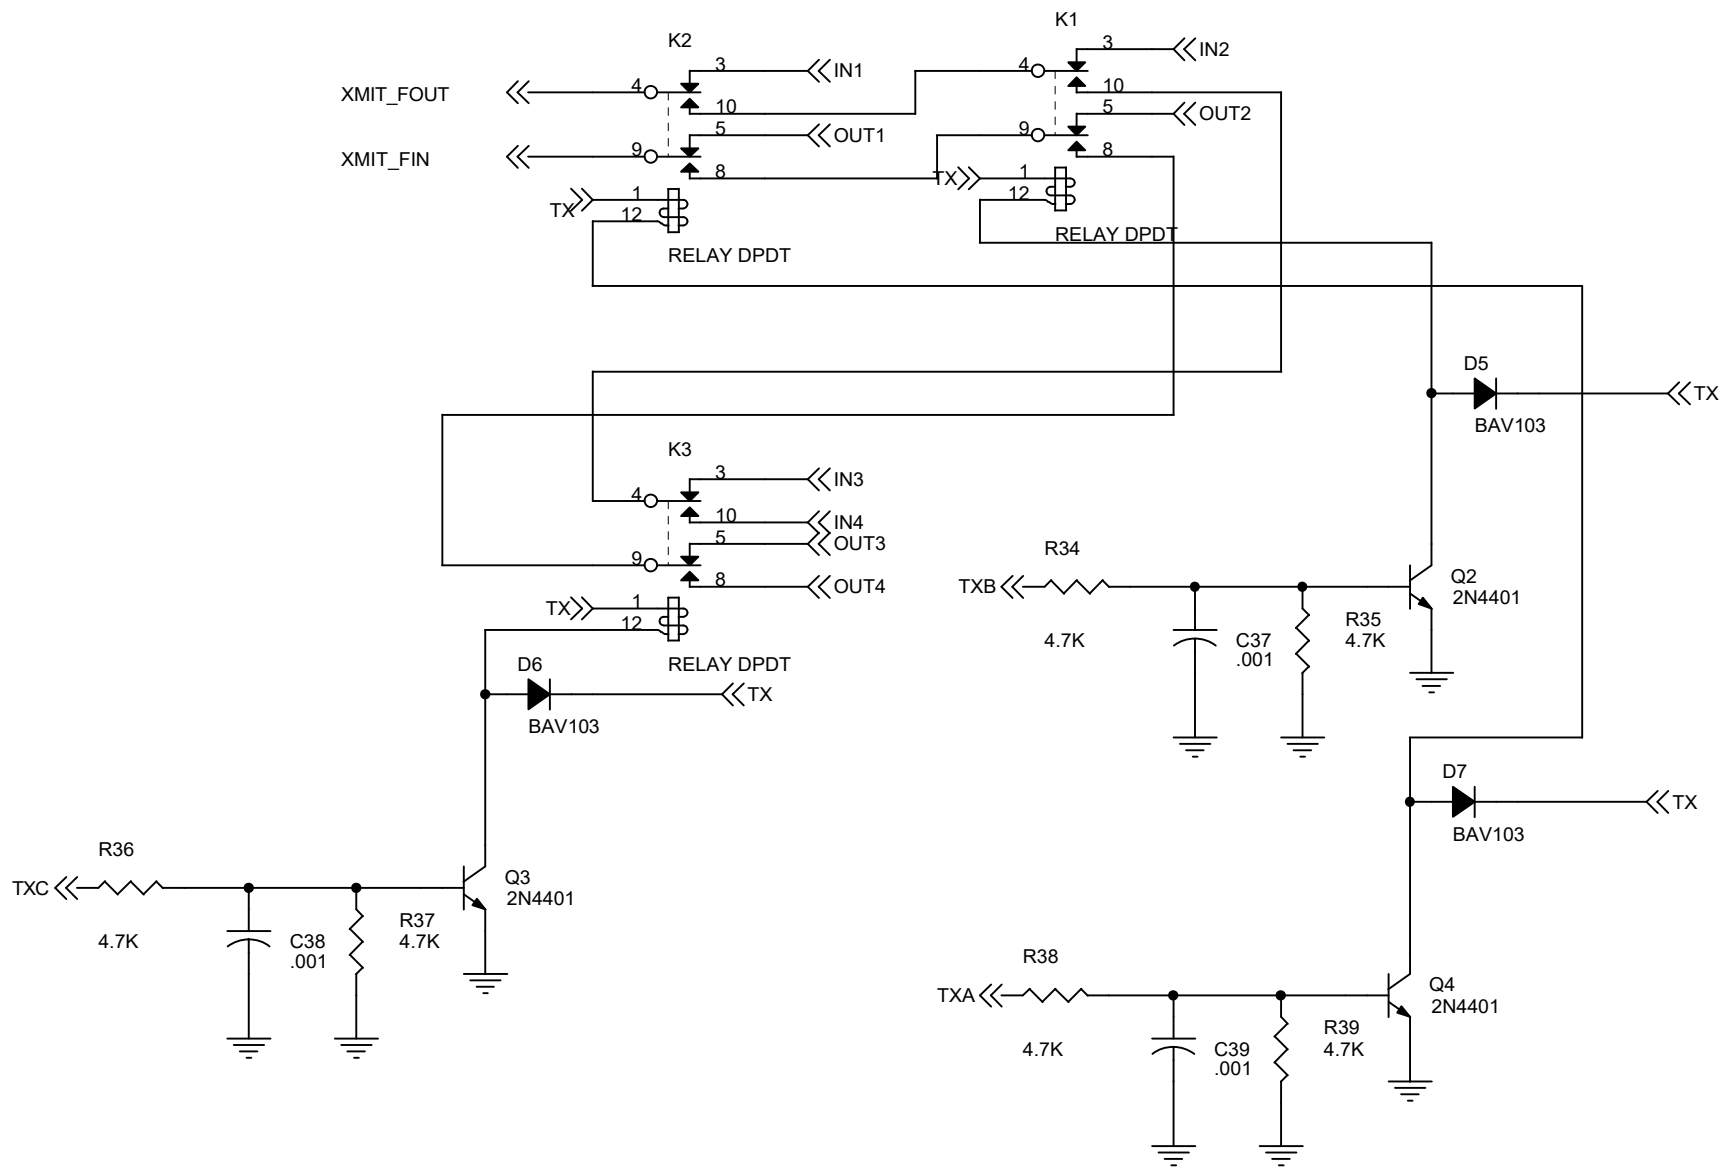 K1
K2
3
IN2
3
IN1
4
XMIT_FOUT
4
10
10
5
OUT2
5
OUT1
9
XMIT_FIN
9
8
8
TX
1
12
TX
1
12
RELAY DPDT
RELAY DPDT
D5
TX
BAV103
K3
3
IN3
4
10
IN4
5
OUT3
9
8
OUT4
TX
1
12
RELAY DPDT
D6
TX
BAV103
R34
TXB
4.7K
C37
.001
R35
4.7K
Q2
2N4401
D7
TX
BAV103
R36
TXC
4.7K
C38
.001
R37
4.7K
Q3
2N4401
R38
TXA
4.7K
C39
.001
R39
4.7K
Q4
2N4401